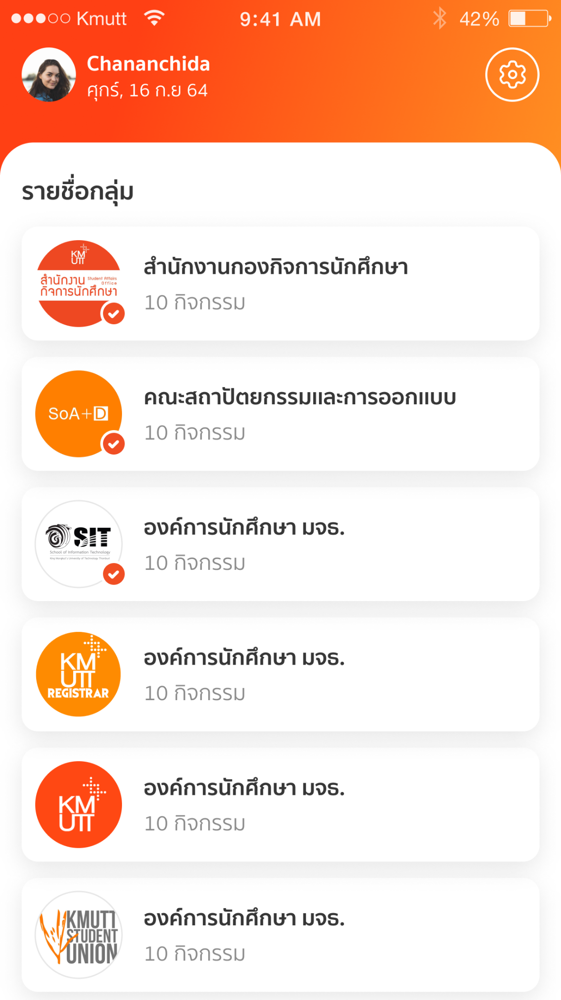 Kmutt 9:41 AM 42%
Chananchida
ศุกร์, 16 ก.ย 64
รายชื่อกลุ่ม
KM
UTT
สำนักงาน Student Affairs Office
กิจการนักศึกษา
สำนักงานกองกิจการนักศึกษา
10 กิจกรรม
SoA+D
คณะสถาปัตยกรรมและการออกแบบ
10 กิจกรรม
SIT
School of Information Technology
King Mongkut's University of Technology Thonburi
องค์การนักศึกษา มจธ.
10 กิจกรรม
KM
UTT
REGISTRAR
องค์การนักศึกษา มจธ.
10 กิจกรรม
KM
UTT
องค์การนักศึกษา มจธ.
10 กิจกรรม
KMUTT
STUDENT
UNION
องค์การนักศึกษา มจธ.
10 กิจกรรม